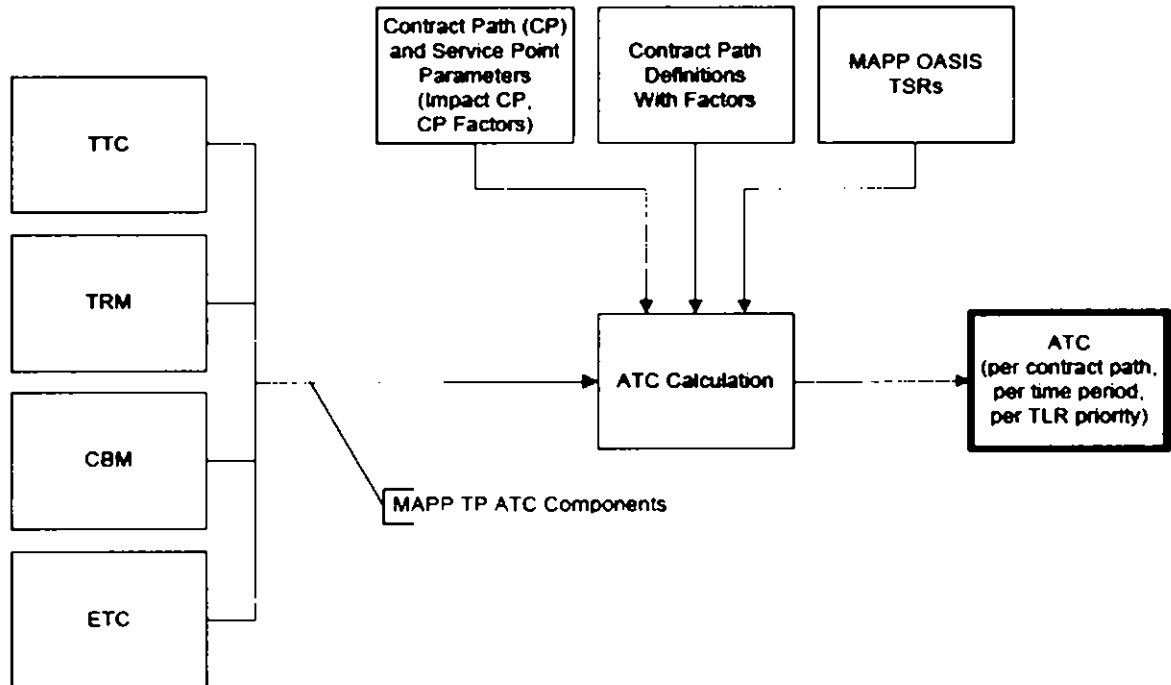 Contract Path (CP)
and Service Point
Parameters
(Impact CP,
CP Factors)
Contract Path
Definitions
With Factors
MAPP OASIS
TSRs
TTC
TRM
CBM
ETC
MAPP TP ATC Components
ATC Calculation
ATC
(per contract path,
per time period,
per TLR priority)